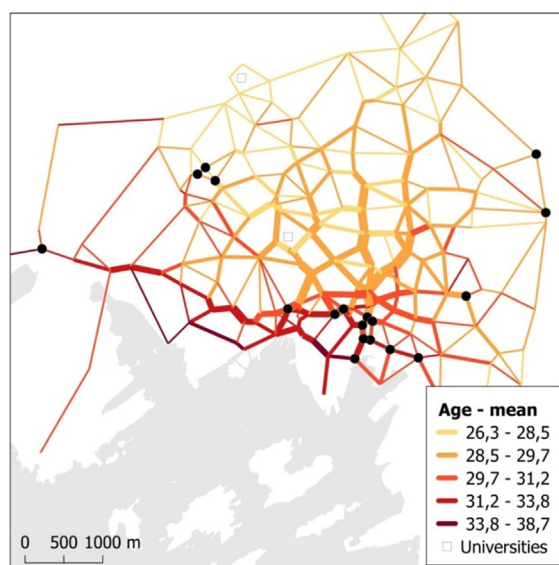 Age - mean
26,3 - 28,5
28,5 - 29,7
29,7 - 31,2
31,2 - 33,8
33,8 - 38,7
Universities
0 500 1000 m